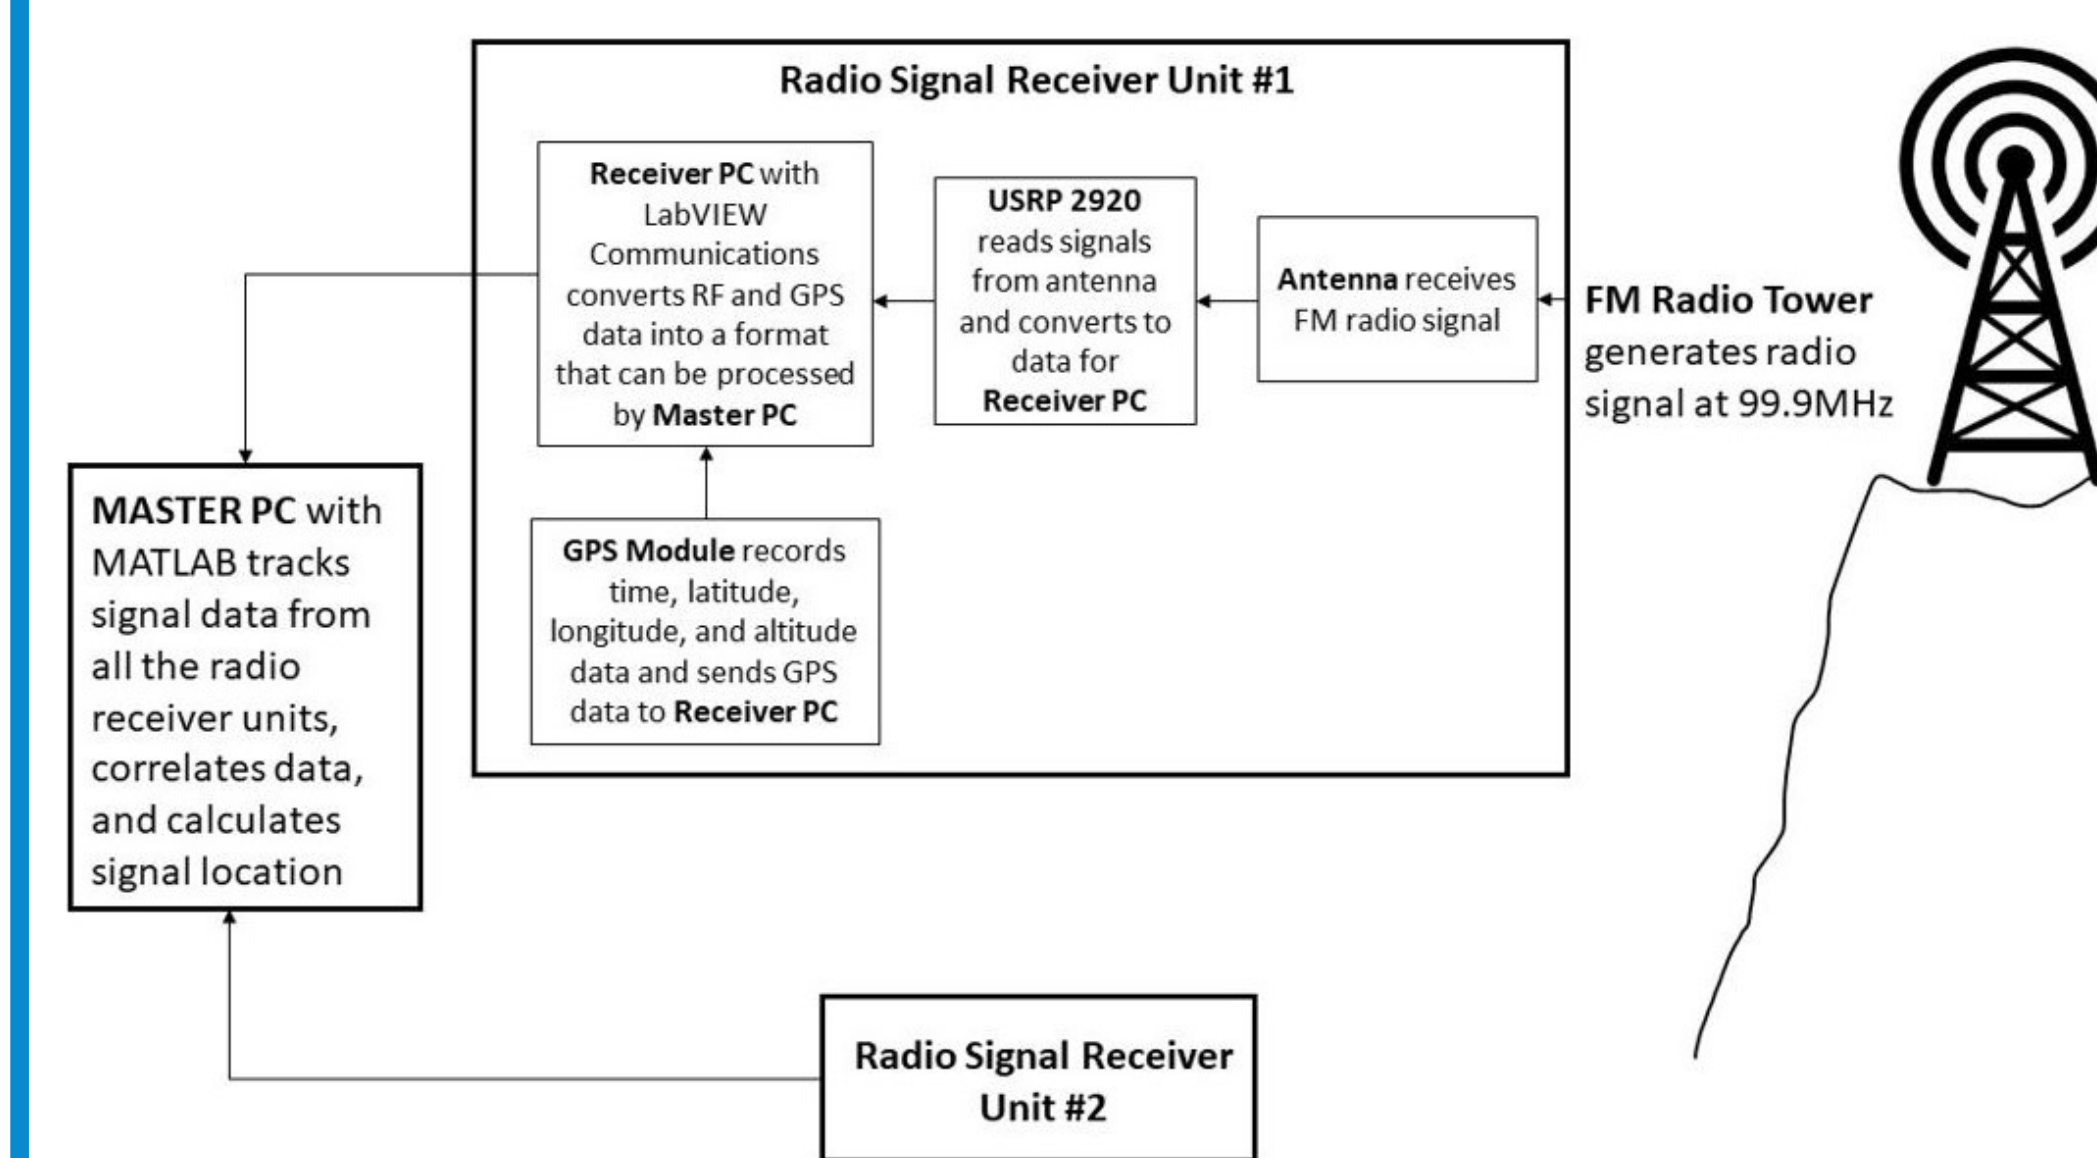 Radio Signal Receiver Unit #1
Receiver PC with
LabVIEW
Communications
converts RF and GPS
data into a format
that can be processed
by Master PC
USRP 2920
reads signals
from antenna
and converts to
data for
Receiver PC
Antenna receives
FM radio signal
FM Radio Tower
generates radio
signal at 99.9MHz
GPS Module records
time, latitude,
longitude, and altitude
data and sends GPS
data to Receiver PC
MASTER PC with
MATLAB tracks
signal data from
all the radio
receiver units,
correlates data,
and calculates
signal location
Radio Signal Receiver
Unit #2